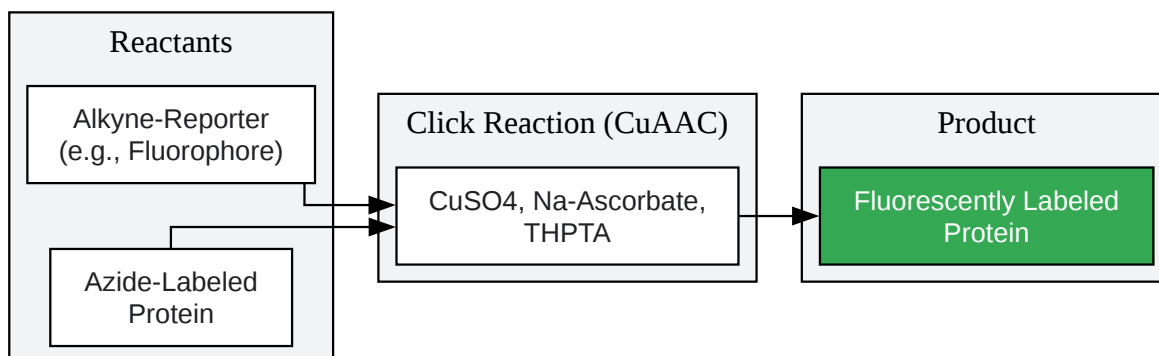 Reactants
Alkyne-Reporter
(e.g., Fluorophore)
Azide-Labeled
Protein
Click Reaction (CuAAC)
CuSO4, Na-Ascorbate,
THPTA
Product
Fluorescently Labeled
Protein